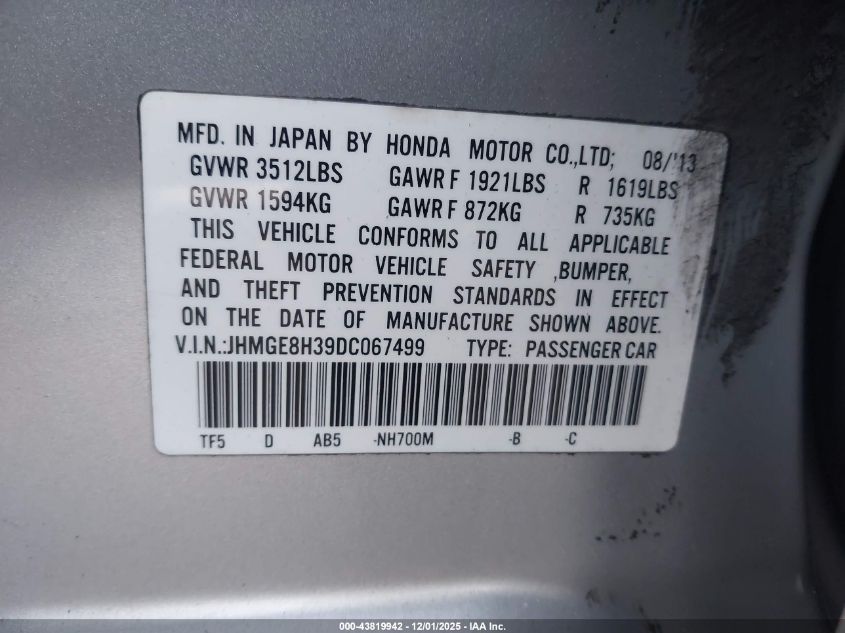 MFD. IN JAPAN BY HONDA MOTOR CO.,LTD; 08/'13
GVWR 3512LBS GAWR F 1921LBS R 1619LBS
GVWR 1594KG GAWR F 872KG R 735KG
THIS VEHICLE CONFORMS TO ALL APPLICABLE
FEDERAL MOTOR VEHICLE SAFETY ,BUMPER,
AND THEFT PREVENTION STANDARDS IN EFFECT
ON THE DATE OF MANUFACTURE SHOWN ABOVE.
V.I.N.:JHMGE8H39DC067499 TYPE: PASSENGER CAR
TF5 D AB5 -NH700M -B -C
000-43819942 - 12/01/2025 - IAA Inc.